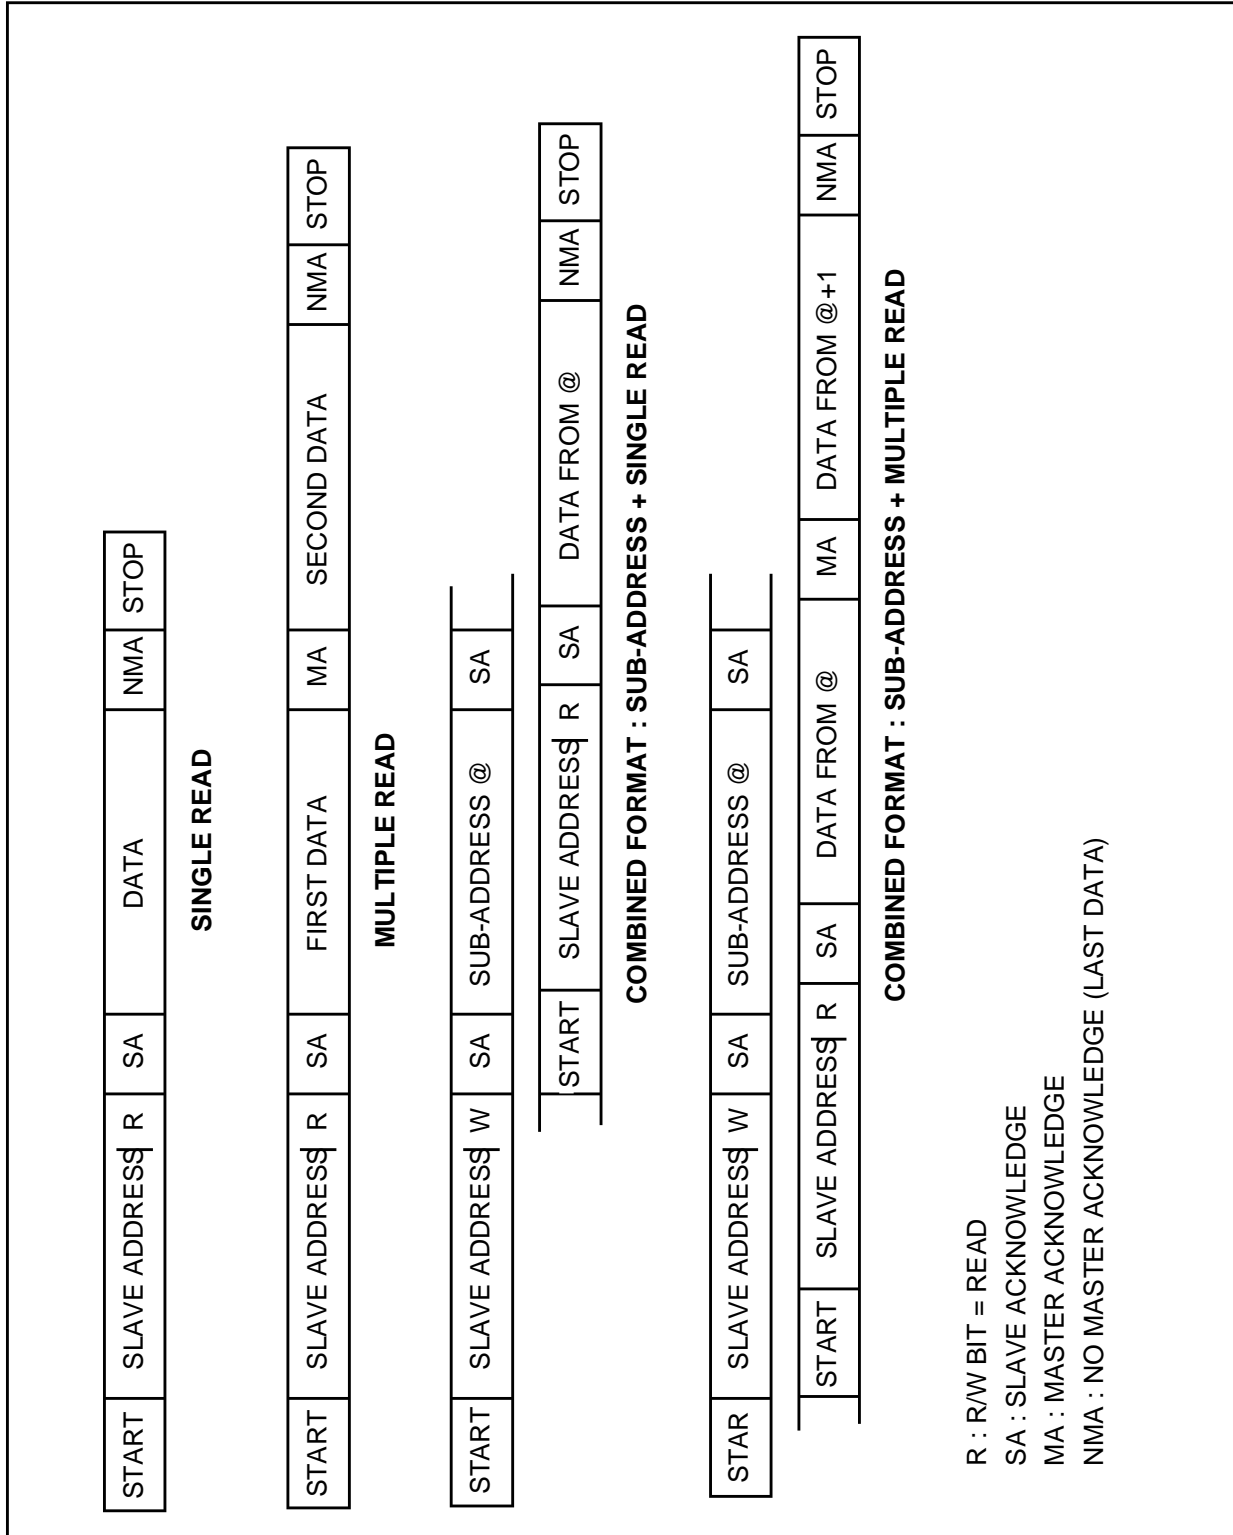 START SLAVE ADDRESS R SA DATA NMA STOP
SINGLE READ
START SLAVE ADDRESS R SA FIRST DATA MA SECOND DATA NMA STOP
MULTIPLE READ
START SLAVE ADDRESS W SA SUB-ADDRESS @ SA
START SLAVE ADDRESS R SA DATA FROM @ NMA STOP
COMBINED FORMAT : SUB-ADDRESS + SINGLE READ
STAR SLAVE ADDRESS W SA SUB-ADDRESS @ SA
START SLAVE ADDRESS R SA DATA FROM @ MA DATA FROM @+1 NMA STOP
COMBINED FORMAT : SUB-ADDRESS + MULTIPLE READ
R : R/W BIT = READ
SA : SLAVE ACKNOWLEDGE
MA : MASTER ACKNOWLEDGE
NMA : NO MASTER ACKNOWLEDGE (LAST DATA)